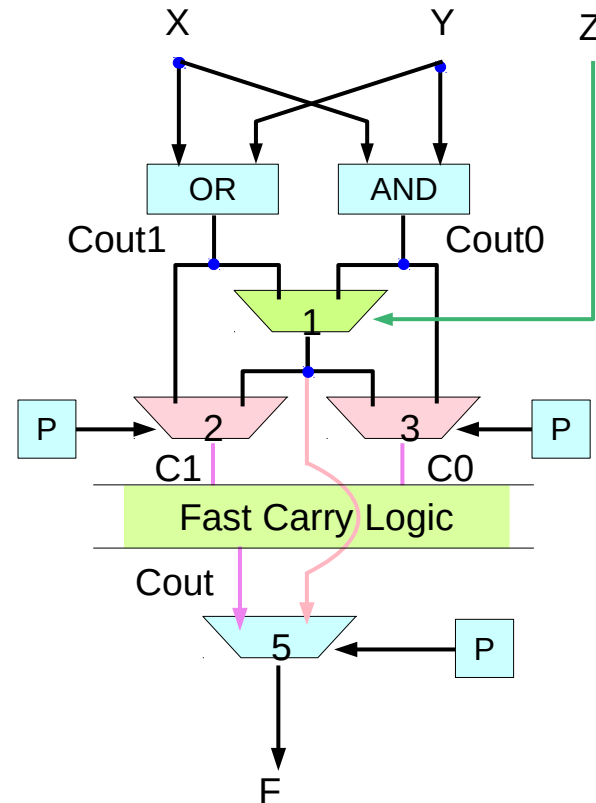 X Y Z
OR AND
Cout1 Cout0
1
P 2 3 P
C1 C0
Fast Carry Logic
Cout
5 P
F